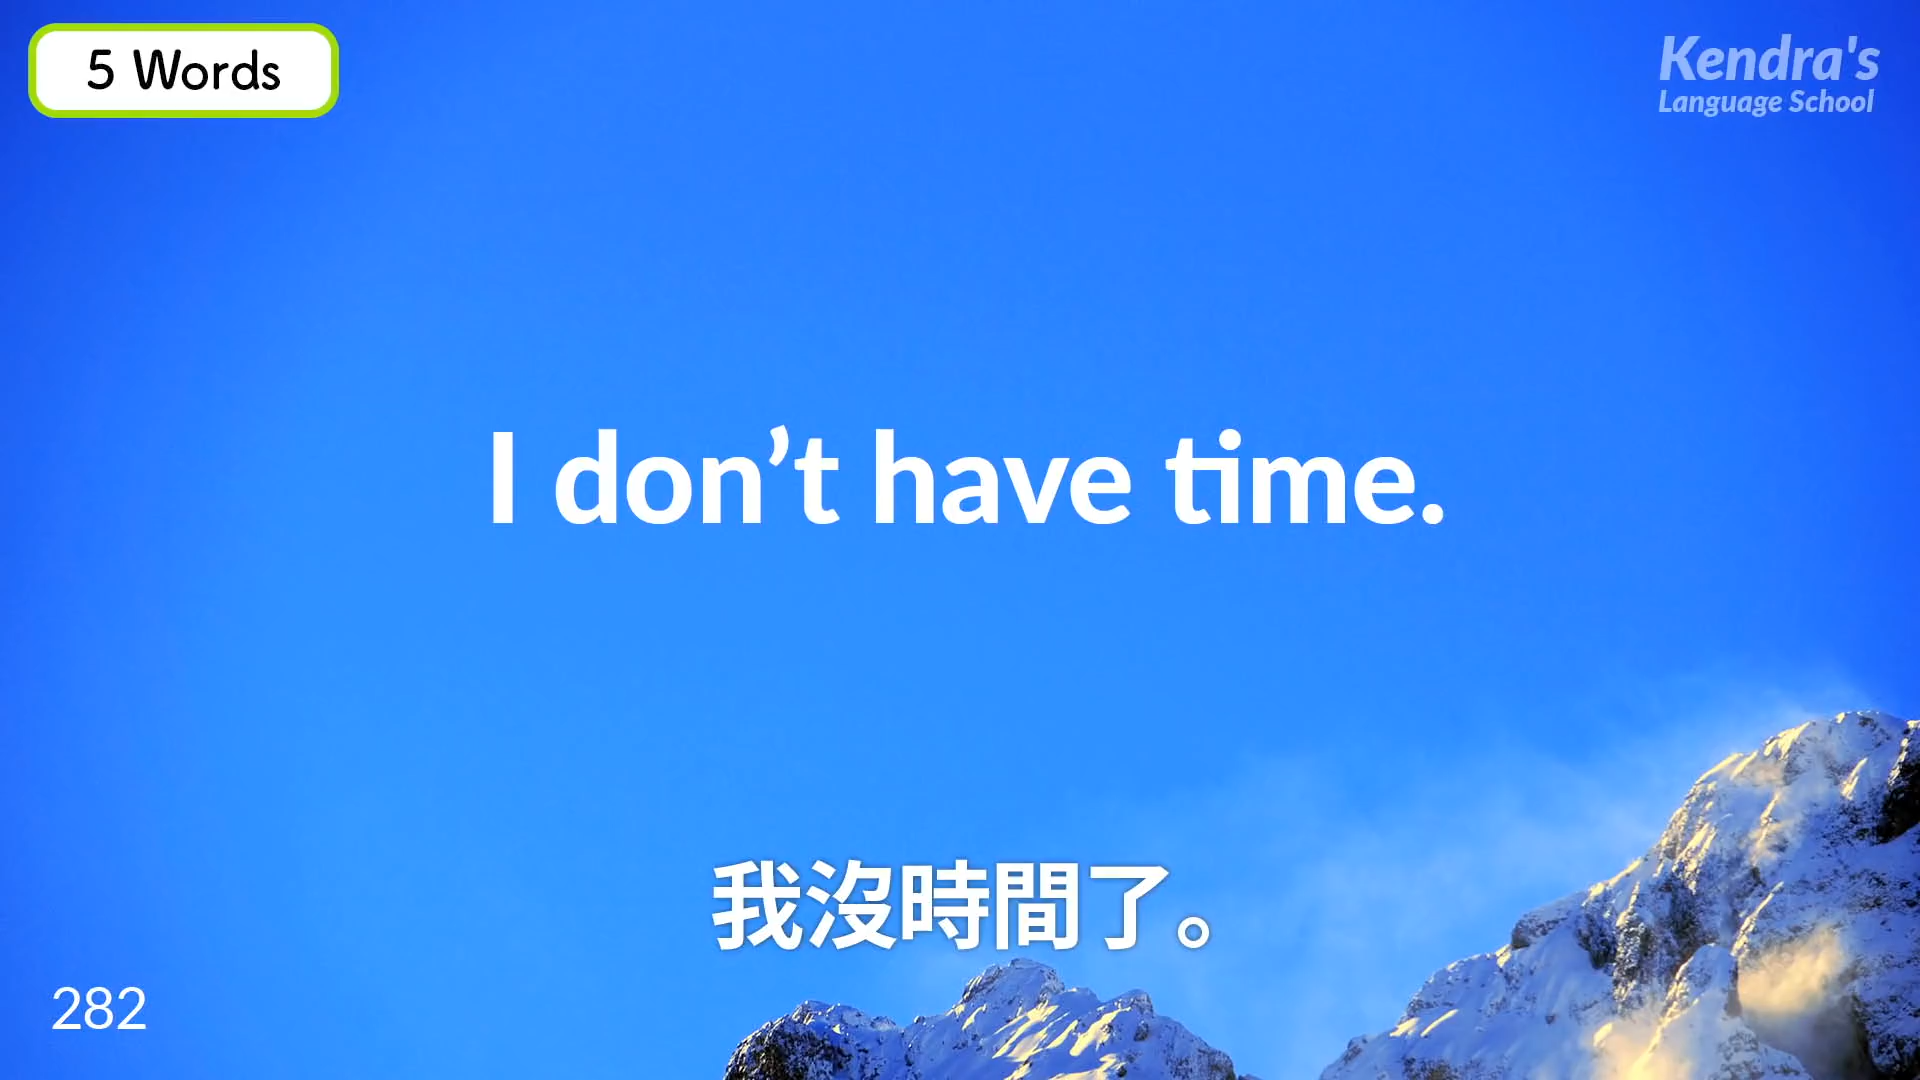 5 Words
Kendra's
Language School
I don’t have time.
我沒時間了。
282